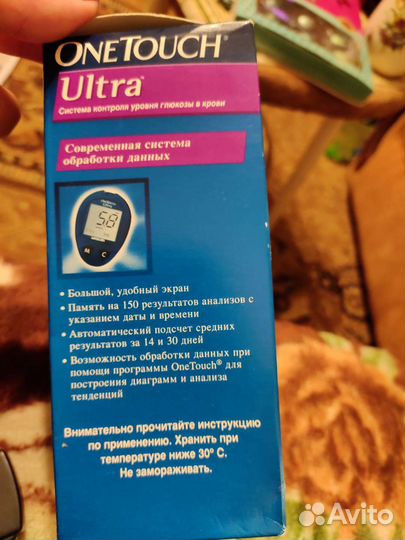 ONETOUCH®
Ultra™
Система контроля уровня глюкозы в крови
Современная система
обработки данных
ONETOUCH
Ultra
5.8
M C
• Большой, удобный экран
• Память на 150 результатов анализов с
указанием даты и времени
• Автоматический подсчет средних
результатов за 14 и 30 дней
• Возможность обработки данных при
помощи программы OneTouch® для
построения диаграмм и анализа
тенденций
Внимательно прочитайте инструкцию
по применению. Хранить при
температуре ниже 30° С.
Не замораживать.
Avito